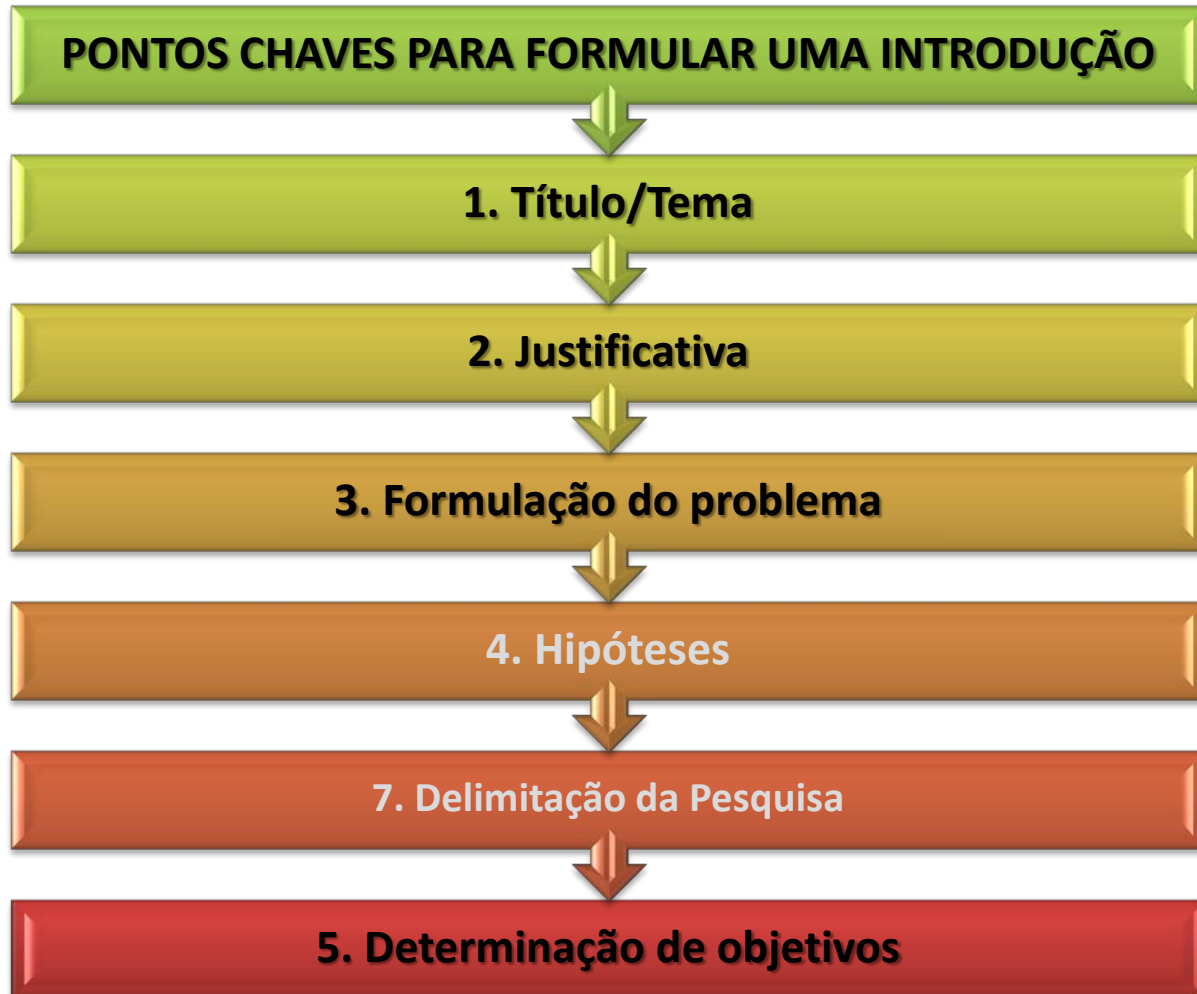 PONTOS CHAVES PARA FORMULAR UMA INTRODUÇÃO
1. Título/Tema
2. Justificativa
3. Formulação do problema
4. Hipóteses
7. Delimitação da Pesquisa
5. Determinação de objetivos